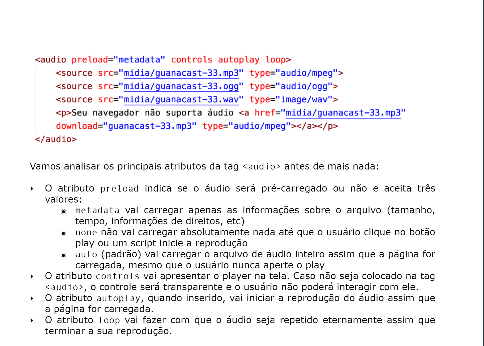 <audio preload="metadata" controls autoplay loop>
<source src="midia/guanacast-33.mp3" type="audio/mpeg">
<source src="midia/guanacast-33.ogg" type="audio/ogg">
<source src="midia/guanacast-33.wav" type="image/wav">
<p>Seu navegador não suporta áudio <a href="midia/guanacast-33.mp3"
download="guanacast-33.mp3" type="audio/mpeg"></a></p>
</audio>
Vamos analisar os principais atributos da tag <audio> antes de mais nada:
O atributo preload indica se o áudio será pré-carregado ou não e aceita três
valores:
metadata vai carregar apenas as informações sobre o arquivo (tamanho,
tempo, informações de direitos, etc)
none não vai carregar absolutamente nada até que o usuário clique no botão
play ou um script inicie a reprodução
auto (padrão) vai carregar o arquivo de áudio inteiro assim que a página for
carregada, mesmo que o usuário nunca aperte o play
O atributo controls vai apresentar o player na tela. Caso não seja colocado na tag
<audio>, o controle será transparente e o usuário não poderá interagir com ele.
O atributo autoplay, quando inserido, vai iniciar a reprodução do áudio assim que
a página for carregada.
O atributo loop vai fazer com que o áudio seja repetido eternamente assim que
terminar a sua reprodução.